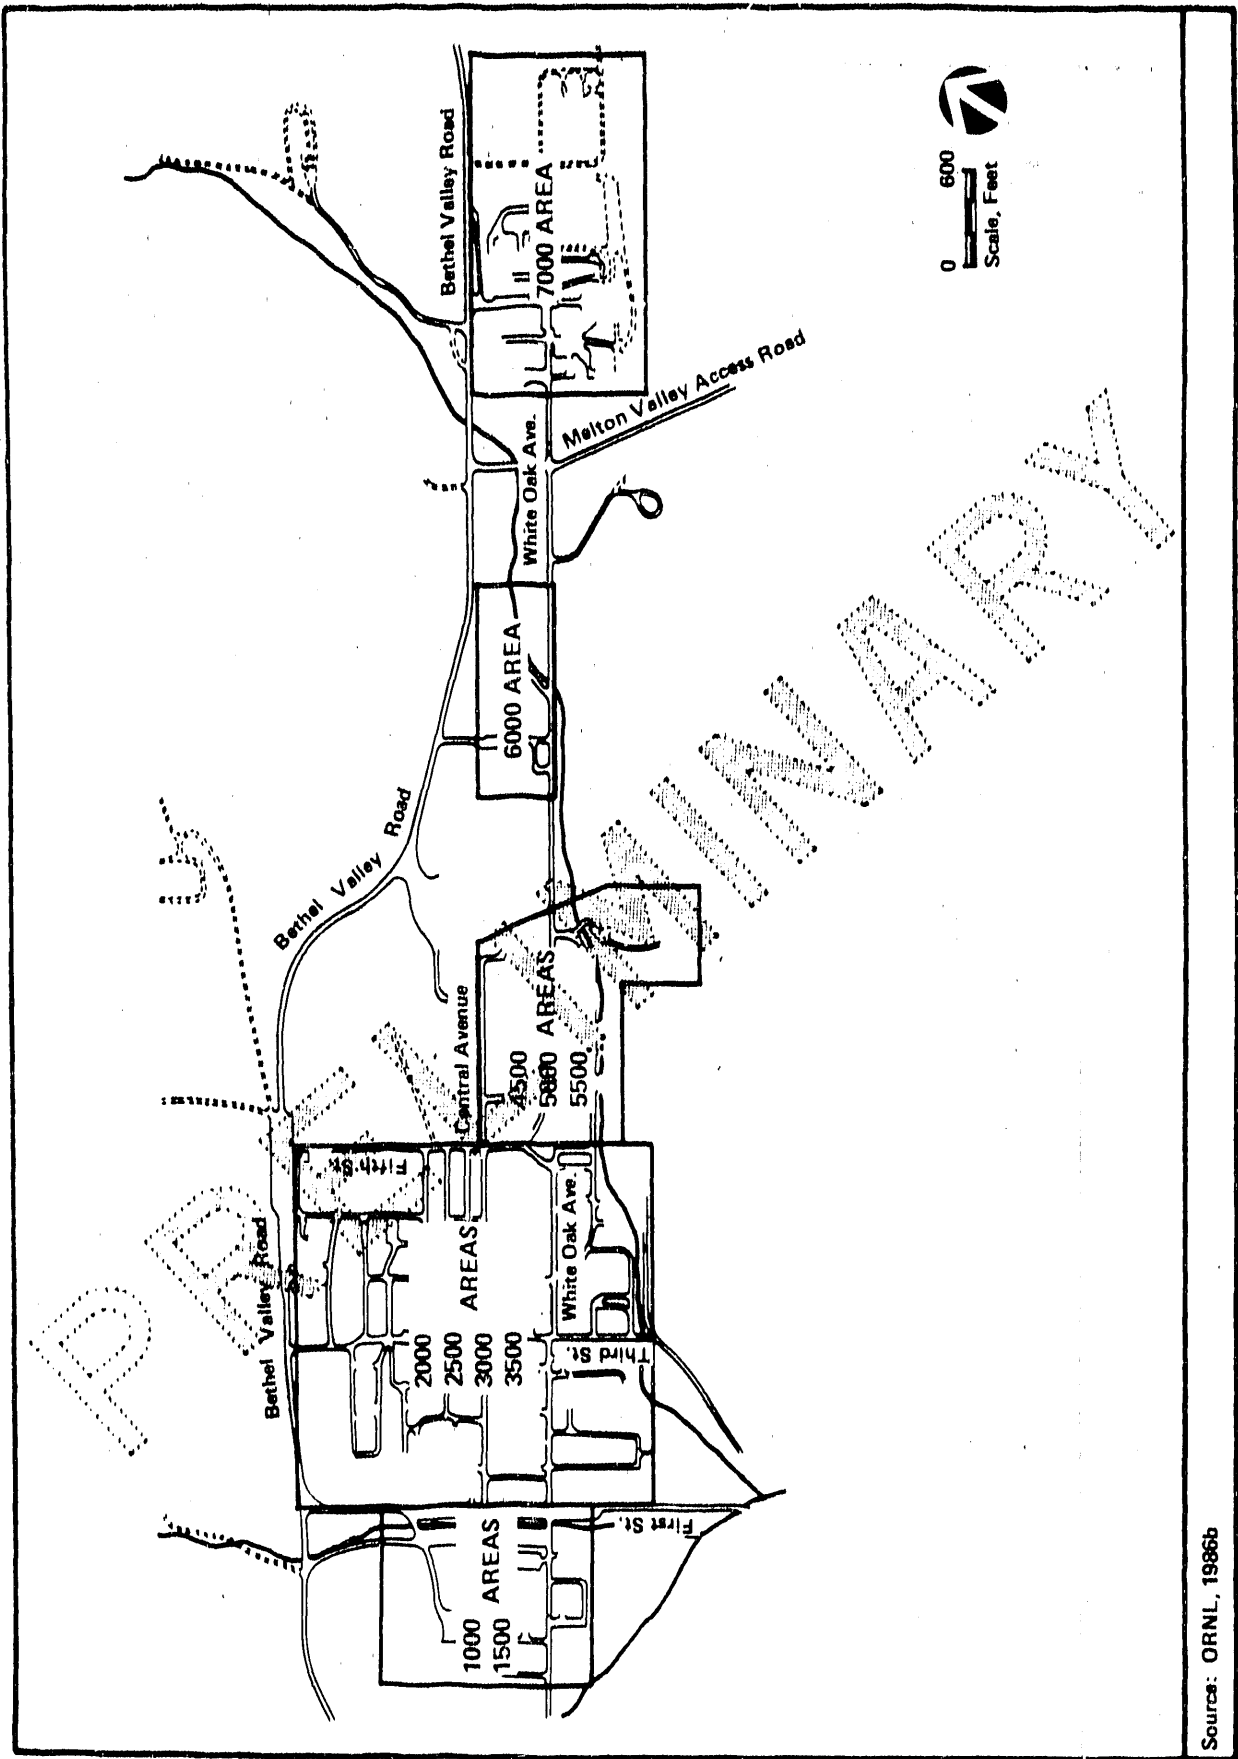 Bethel Valley Road
Bethel Valley Road
Bethel Valley Road
Central Avenue
Fifth St.
White Oak Ave.
White Oak Ave.
Melton Valley Access Road
Third St.
First St.
1000
1500
AREAS
2000
2500
3000
3500
AREAS
4500
5500
AREAS
6000 AREA
7000 AREA
0 600
Scale, Feet
PRELIMINARY
Source: ORNL, 1986b